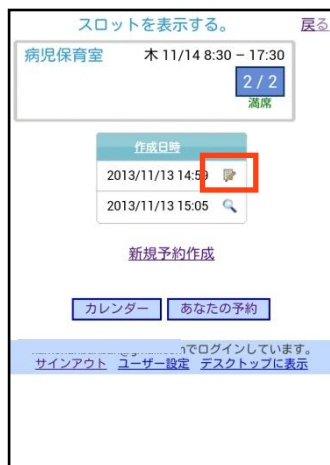 スロットを表示する。 戻る
病児保育室 木 11/14 8:30 – 17:30
2 / 2
満席
作成日時
2013/11/13 14:59
2013/11/13 15:05
新規予約作成
カレンダー あなたの予約
でログインしています。
サインアウト ユーザー設定 デスクトップに表示